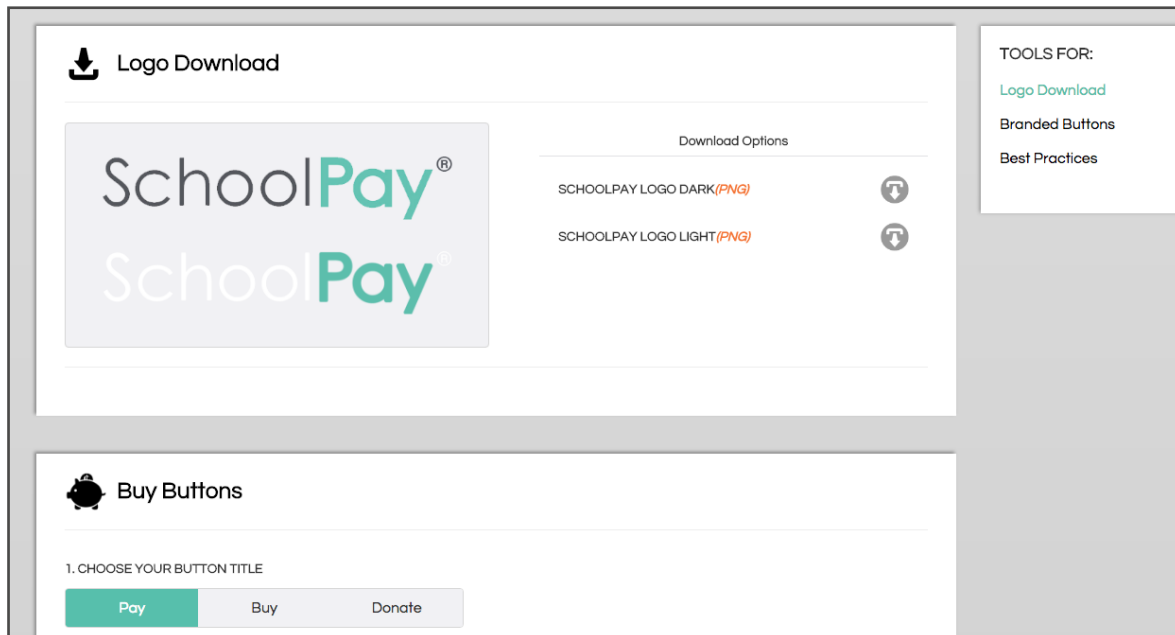 Logo Download
SchoolPay®
SchoolPay®
Download Options
SCHOOLPAY LOGO DARK(PNG)
SCHOOLPAY LOGO LIGHT(PNG)
TOOLS FOR:
Logo Download
Branded Buttons
Best Practices
Buy Buttons
1. CHOOSE YOUR BUTTON TITLE
Pay Buy Donate